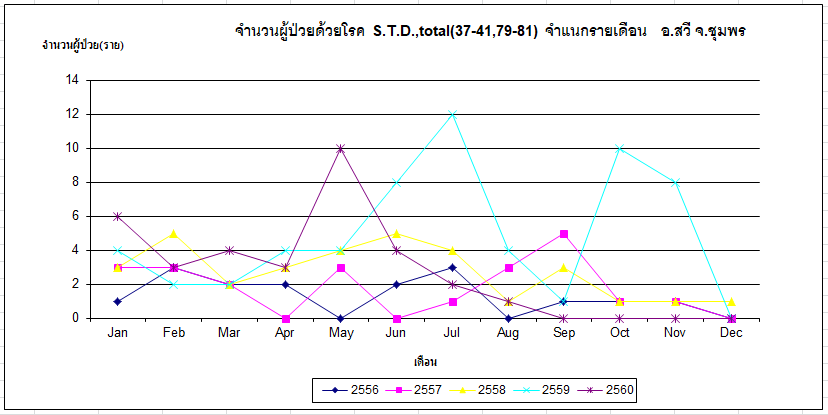 จำนวนผู้ป่วยด้วยโรค S.T.D.,total(37-41,79-81) จำแนกรายเดือน อ.สวี จ.ชุมพร
จำนวนผู้ป่วย(ราย)
14
12
10
8
6
4
2
0
Jan Feb Mar Apr May Jun Jul Aug Sep Oct Nov Dec
เดือน
2556 2557 2558 2559 2560